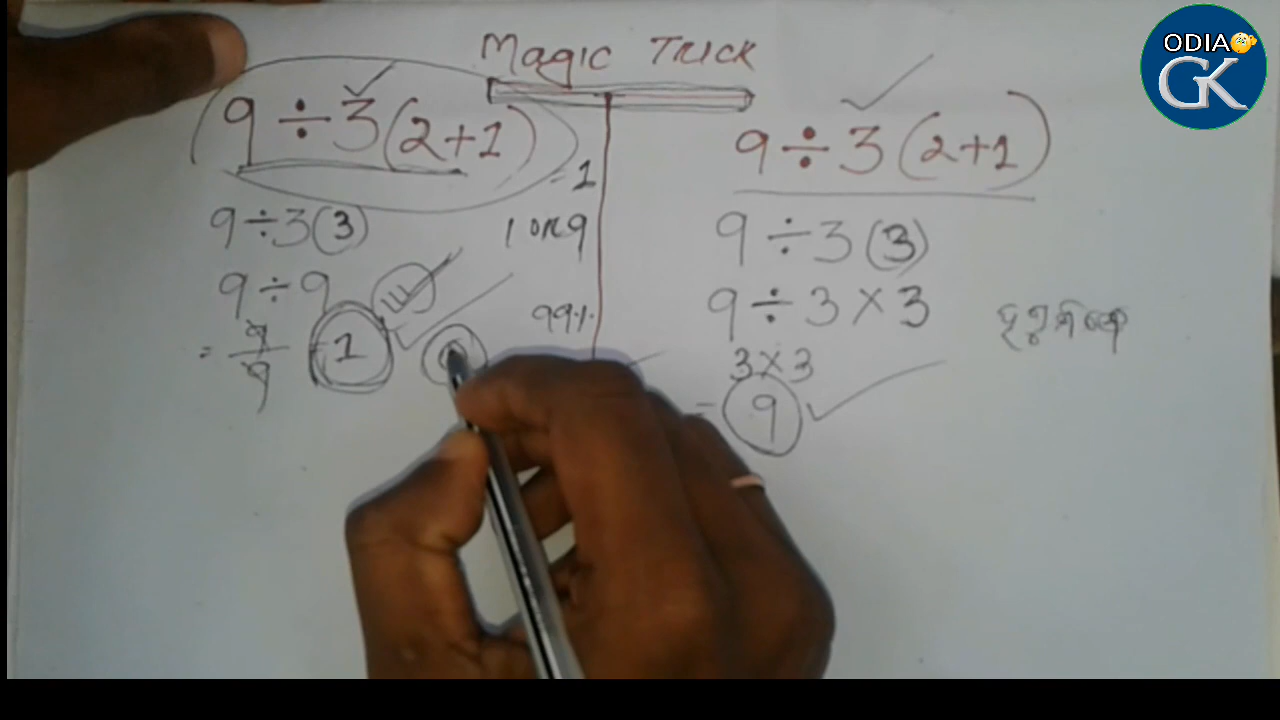 Magic Trick
9÷3(2+1)
= 1
9÷3(3)
1 or 9
9÷9
99%
= 9/9 = 1
9÷3(2+1)
9÷3(3)
9÷3×3
3×3
= 9
ODIA
GK